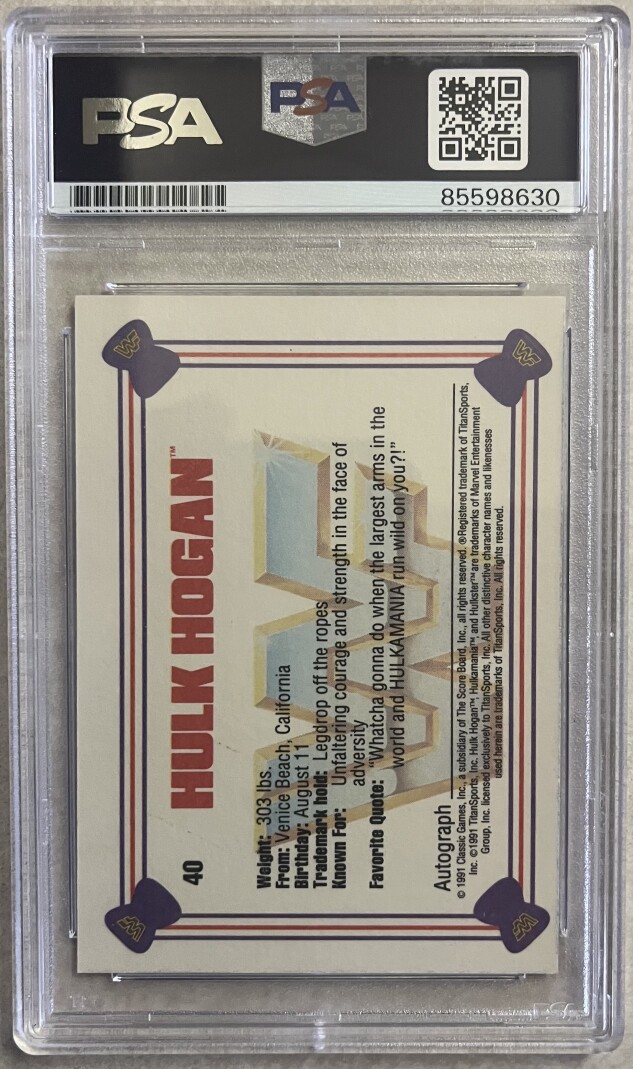 PSA
PSA
85598630
40
HULK HOGAN™
Weight: 303 lbs.
From: Venice Beach, California
Birthday: August 11
Trademark hold: Legdrop off the ropes
Known For: Unfaltering courage and strength in the face of
adversity
Favorite Quote: "Whatcha gonna do when the largest arms in the
world and HULKAMANIA run wild on you?!"
Autograph
© 1991 Classic Games, Inc., a subsidiary of The Score Board, Inc., all rights reserved. ®Registered trademark of TitanSports,
Inc. ©1991 TitanSports, Inc. Hulk Hogan™, Hulkamania™, and Hulkster™ are trademarks of Marvel Entertainment
Group, Inc. licensed exclusively to TitanSports, Inc. All other distinctive character names and likenesses
used herein are trademarks of TitanSports, Inc. All rights reserved.